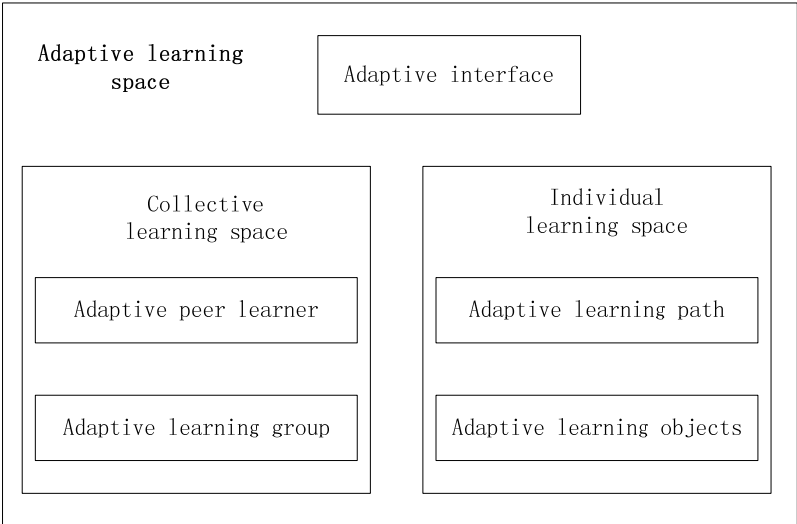 Adaptive learning
space
Adaptive interface
Collective
learning space
Adaptive peer learner
Adaptive learning group
Individual
learning space
Adaptive learning path
Adaptive learning objects